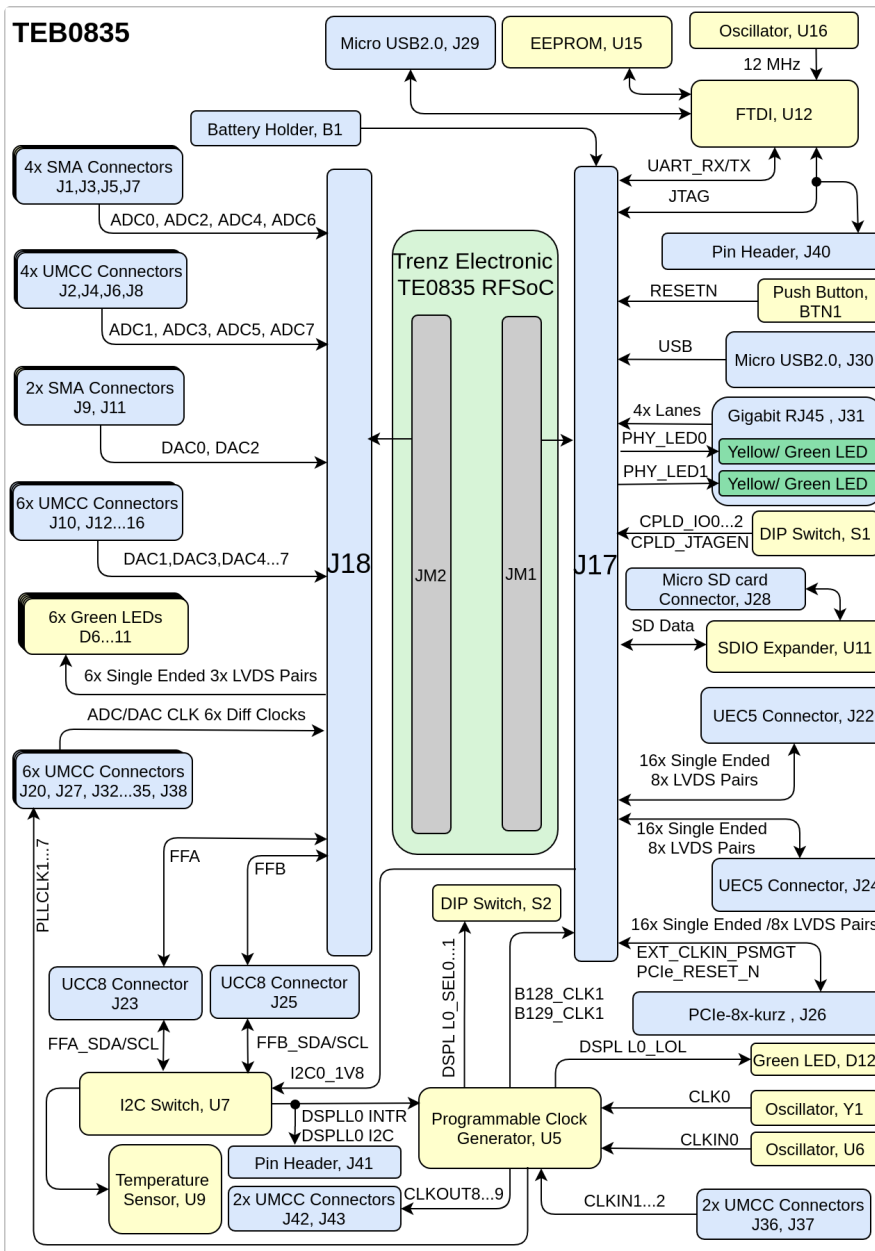 TEB0835
Micro USB2.0, J29
EEPROM, U15
Oscillator, U16
12 MHz
FTDI, U12
Battery Holder, B1
UART_RX/TX
JTAG
Pin Header, J40
4x SMA Connectors
J1,J3,J5,J7
ADC0, ADC2, ADC4, ADC6
4x UMCC Connectors
J2,J4,J6,J8
ADC1, ADC3, ADC5, ADC7
2x SMA Connectors
J9, J11
DAC0, DAC2
6x UMCC Connectors
J10, J12...16
DAC1,DAC3,DAC4...7
6x Green LEDs
D6...11
6x Single Ended 3x LVDS Pairs
ADC/DAC CLK 6x Diff Clocks
6x UMCC Connectors
J20, J27, J32...35, J38
J18
Trenz Electronic
TE0835 RFSoC
JM2
JM1
J17
RESETN
Push Button,
BTN1
USB
Micro USB2.0, J30
4x Lanes
Gigabit RJ45 , J31
PHY_LED0
Yellow/ Green LED
PHY_LED1
Yellow/ Green LED
CPLD_IO0...2
CPLD_JTAGEN
DIP Switch, S1
Micro SD card
Connector, J28
SD Data
SDIO Expander, U11
UEC5 Connector, J22
16x Single Ended
8x LVDS Pairs
16x Single Ended
8x LVDS Pairs
UEC5 Connector, J24
16x Single Ended /8x LVDS Pairs
EXT_CLKIN_PSMGT
PCIe_RESET_N
PCIe-8x-kurz , J26
PLLCLK1...7
FFA
FFB
UCC8 Connector
J23
UCC8 Connector
J25
FFA_SDA/SCL
FFB_SDA/SCL
I2C0_1V8
DIP Switch, S2
DSPL L0_SEL0...1
B128_CLK1
B129_CLK1
DSPL L0_LOL
Green LED, D12
I2C Switch, U7
DSPLL0 INTR
DSPLL0 I2C
Programmable Clock
Generator, U5
CLK0
Oscillator, Y1
CLKIN0
Oscillator, U6
Pin Header, J41
Temperature
Sensor, U9
2x UMCC Connectors
J42, J43
CLKOUT8...9
CLKIN1...2
2x UMCC Connectors
J36, J37